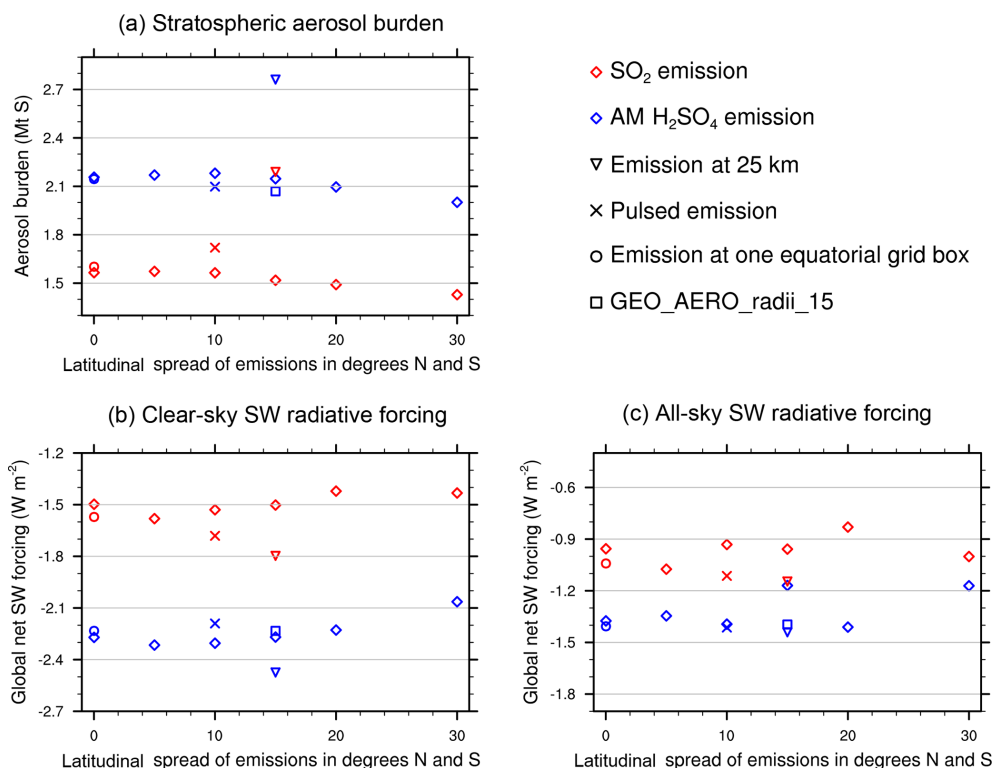 (a) Stratospheric aerosol burden
Aerosol burden (Mt S)
2.7
2.4
2.1
1.8
1.5
0 10 20 30
Latitudinal spread of emissions in degrees N and S
SO₂ emission
AM H₂SO₄ emission
Emission at 25 km
Pulsed emission
Emission at one equatorial grid box
GEO_AERO_radii_15
(b) Clear-sky SW radiative forcing
Global net SW forcing (W m⁻²)
-1.2
-1.5
-1.8
-2.1
-2.4
-2.7
0 10 20 30
Latitudinal spread of emissions in degrees N and S
(c) All-sky SW radiative forcing
Global net SW forcing (W m⁻²)
-0.6
-0.9
-1.2
-1.5
-1.8
0 10 20 30
Latitudinal spread of emissions in degrees N and S